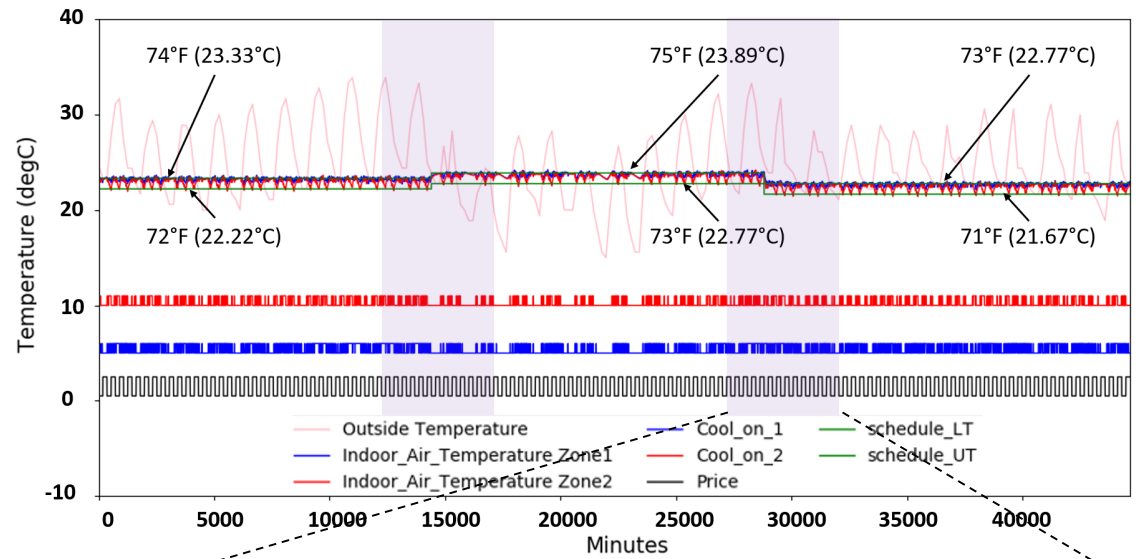 40
74°F (23.33°C)
75°F (23.89°C)
73°F (22.77°C)
30
20
72°F (22.22°C)
73°F (22.77°C)
71°F (21.67°C)
Temperature (degC)
10
0
Outside Temperature
Indoor_Air_Temperature Zone1
Indoor_Air_Temperature Zone2
Cool_on_1
Cool_on_2
Price
schedule_LT
schedule_UT
-10
0 5000 10000 15000 20000 25000 30000 35000 40000
Minutes